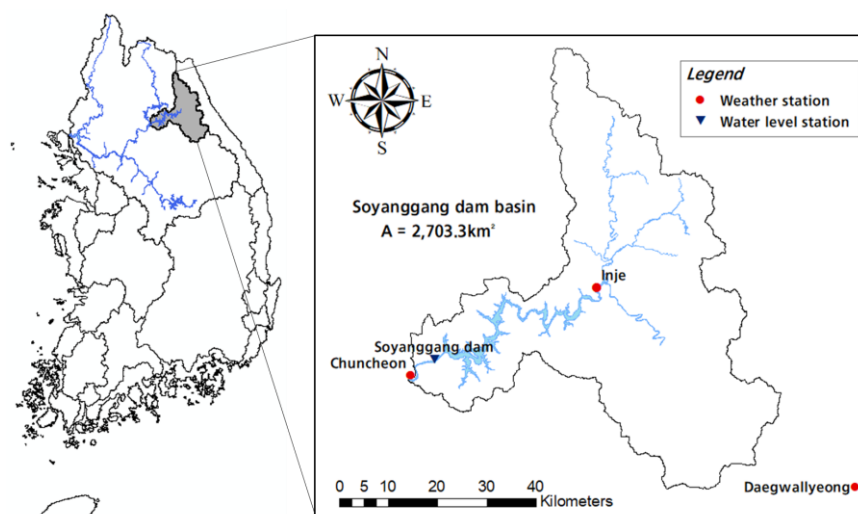 N
W E
S
Legend
Weather station
Water level station
Soyanggang dam basin
A = 2,703.3km²
Inje
Soyanggang dam
Chuncheon
Daegwallyeong
0 5 10 20 30 40
Kilometers